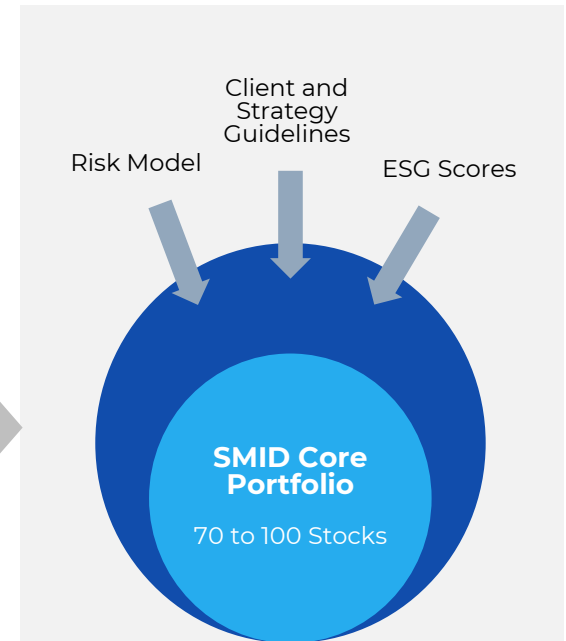 Client and
Strategy
Guidelines
Risk Model
ESG Scores
SMID Core
Portfolio
70 to 100 Stocks